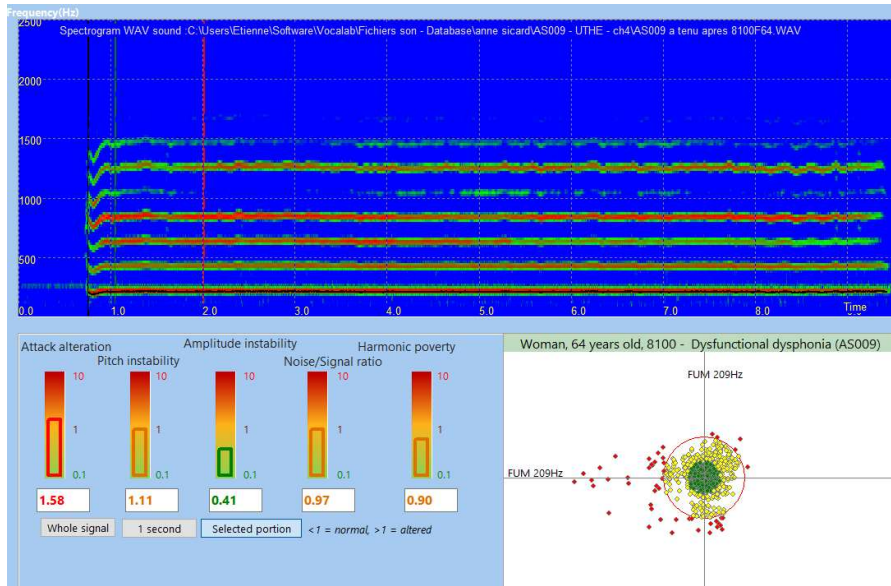 Frequency(Hz)
2500
Spectrogram WAV sound :C:\Users\Etienne\Software\Vocalab\Fichiers son - Database\anne sicard\AS009 - UTHE - ch4\AS009 a tenu apres 8100F64.WAV
2000
1500
1000
500
0.0 1.0 2.0 3.0 4.0 5.0 6.0 7.0 8.0
Time
Attack alteration
Pitch instability
Amplitude instability
Noise/Signal ratio
Harmonic poverty
10 10 10 10 10
1 1 1 1 1
0.1 0.1 0.1 0.1 0.1
1.58 1.11 0.41 0.97 0.90
Whole signal 1 second Selected portion <1 = normal, >1 = altered
Woman, 64 years old, 8100 - Dysfunctional dysphonia (AS009)
FUM 209Hz
FUM 209Hz